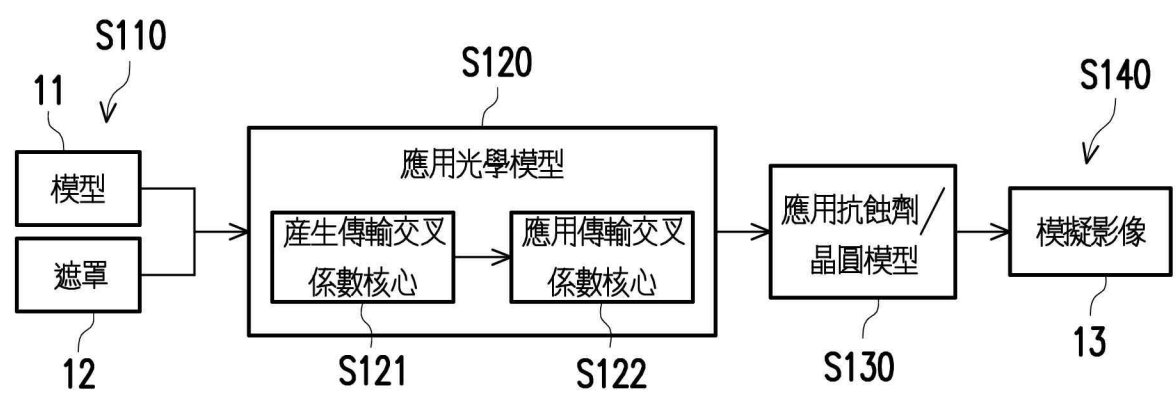 S110
11
模型
遮罩
12
S120
應用光學模型
產生傳輸交叉
係數核心
S121
應用傳輸交叉
係數核心
S122
應用抗蝕劑/
晶圓模型
S130
S140
模擬影像
13